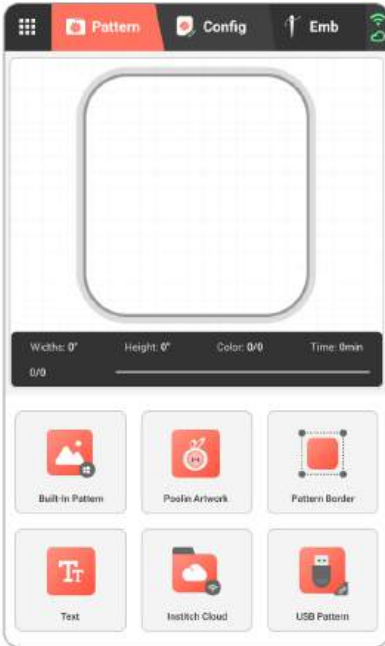 Pattern Config Emb
Widths: 0" Height: 0" Color: 0/0 Time: 0min
0/0
Built-In Pattern Poolin Artwork Pattern Border
Text Institch Cloud USB Pattern